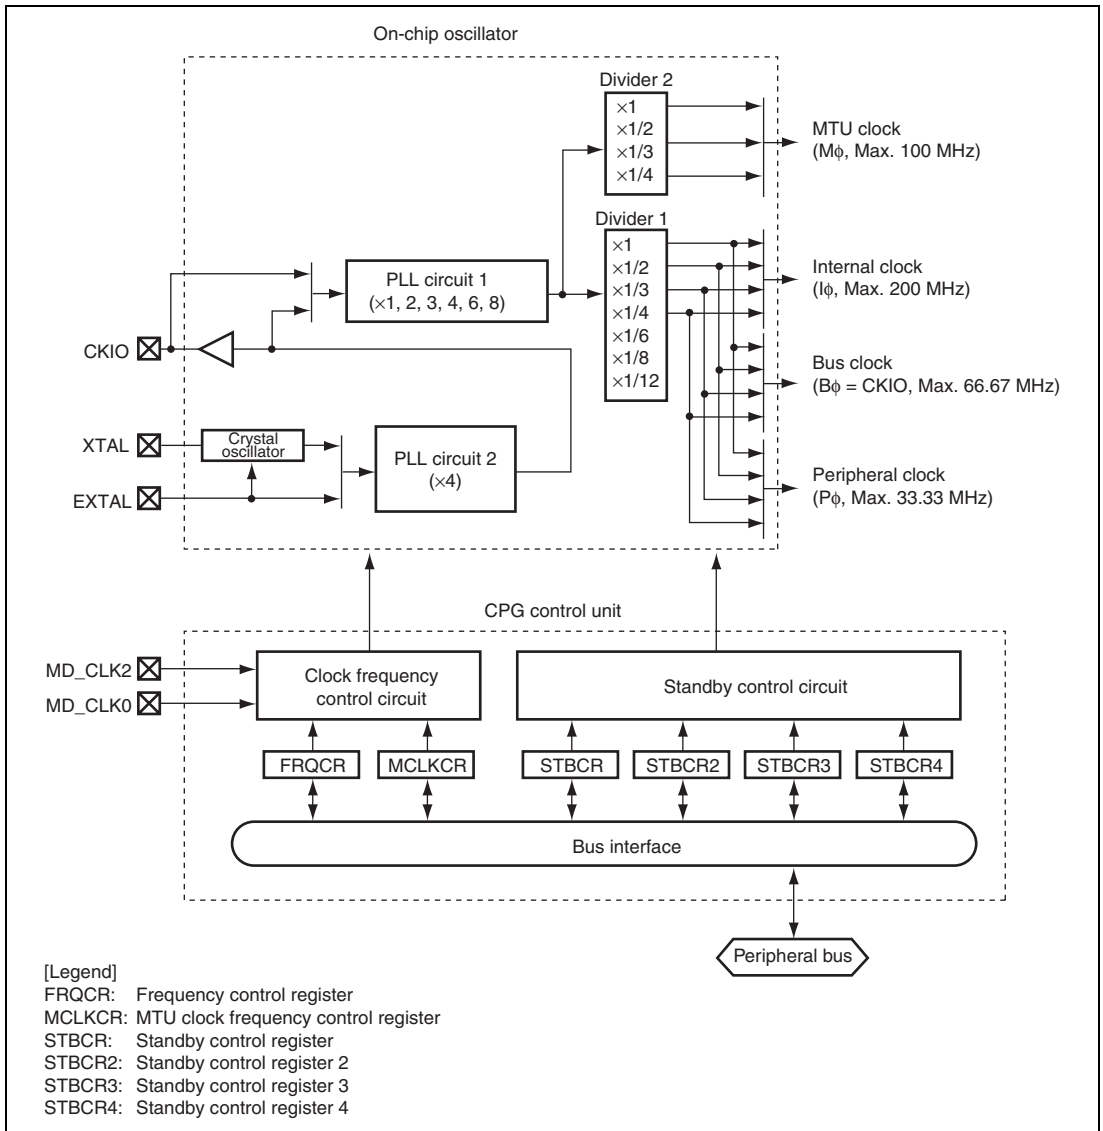 On-chip oscillator
Divider 2
×1
×1/2
×1/3
×1/4
MTU clock
(Mϕ, Max. 100 MHz)
Divider 1
×1
×1/2
×1/3
×1/4
×1/6
×1/8
×1/12
PLL circuit 1
(×1, 2, 3, 4, 6, 8)
Internal clock
(Iϕ, Max. 200 MHz)
CKIO
Bus clock
(Bϕ = CKIO, Max. 66.67 MHz)
XTAL
Crystal
oscillator
PLL circuit 2
(×4)
EXTAL
Peripheral clock
(Pϕ, Max. 33.33 MHz)
CPG control unit
MD_CLK2
MD_CLK0
Clock frequency
control circuit
Standby control circuit
FRQCR
MCLKCR
STBCR
STBCR2
STBCR3
STBCR4
Bus interface
Peripheral bus
[Legend]
FRQCR: Frequency control register
MCLKCR: MTU clock frequency control register
STBCR: Standby control register
STBCR2: Standby control register 2
STBCR3: Standby control register 3
STBCR4: Standby control register 4